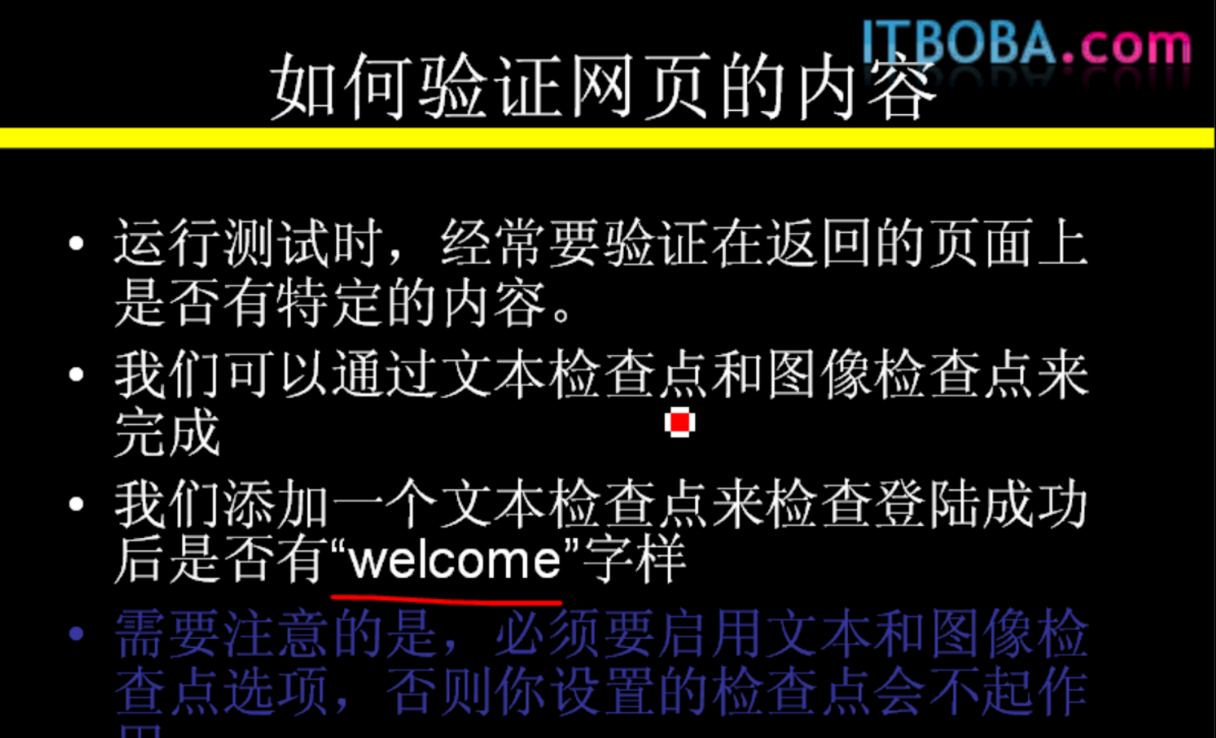 ITBOBA.com
如何验证网页的内容
• 运行测试时，经常要验证在返回的页面上
是否有特定的内容。
• 我们可以通过文本检查点和图像检查点来
完成
• 我们添加一个文本检查点来检查登陆成功
后是否有“welcome”字样
• 需要注意的是，必须要启用文本和图像检
查点选项，否则你设置的检查点会不起作
用